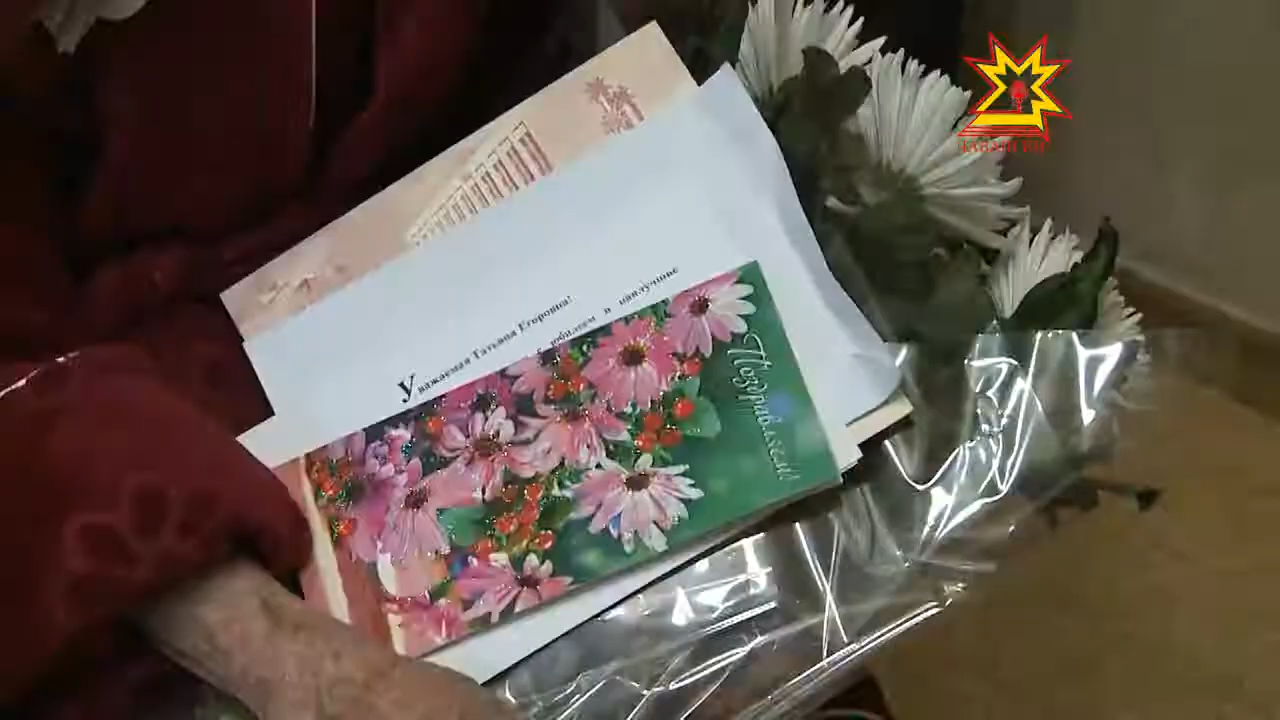 Уважаемая Татьяна Егоровна!
юбилеем и наилучшие
Поздравляем!